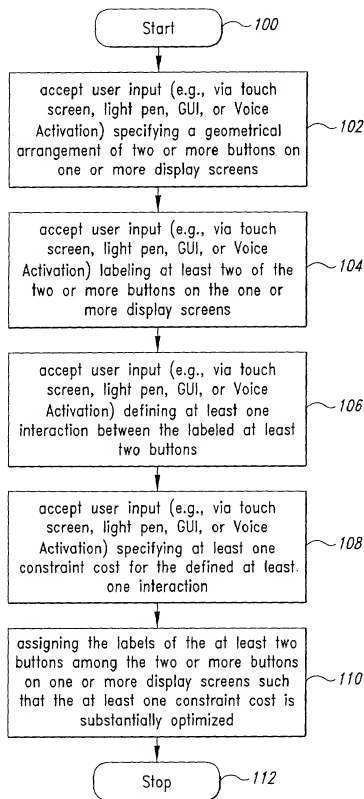 Start 100
accept user input (e.g., via touch
screen, light pen, GUI, or Voice
Activation) specifying a geometrical
arrangement of two or more buttons on
one or more display screens
102
accept user input (e.g., via touch
screen, light pen, GUI, or Voice
Activation) labeling at least two of the
two or more buttons on the one or
more display screens
104
accept user input (e.g., via touch
screen, light pen, GUI, or Voice
Activation) defining at least one
interaction between the labeled at least
two buttons
106
accept user input (e.g., via touch
screen, light pen, GUI, or Voice
Activation) specifying at least one
constraint cost for the defined at least
one interaction
108
assigning the labels of the at least two
buttons among the two or more buttons
on one or more display screens such
that the at least one constraint cost is
substantially optimized
110
Stop 112